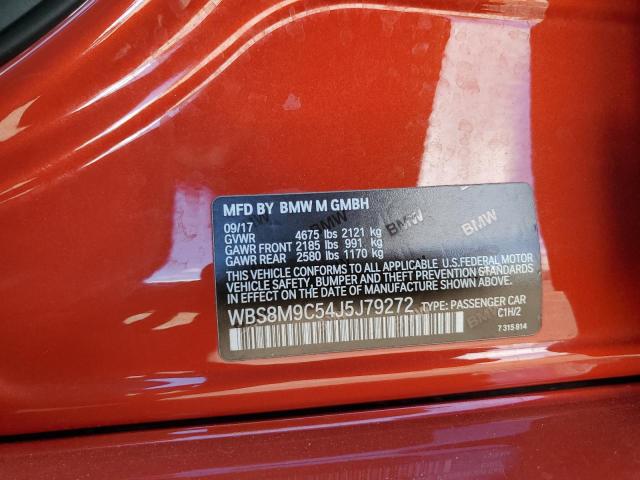 MFD BY BMW M GMBH
09/17
GVWR 4675 lbs 2121 kg
GAWR FRONT 2185 lbs 991 kg
GAWR REAR 2580 lbs 1170 kg
THIS VEHICLE CONFORMS TO ALL APPLICABLE U.S. FEDERAL MOTOR
VEHICLE SAFETY, BUMPER, AND THEFT PREVENTION STANDARDS
IN EFFECT ON THE DATE OF MANUFACTURE SHOWN ABOVE.
WBS8M9C54J5J79272 TYPE: PASSENGER CAR
C1H/2
7 315 814
BMW
BMW
BMW